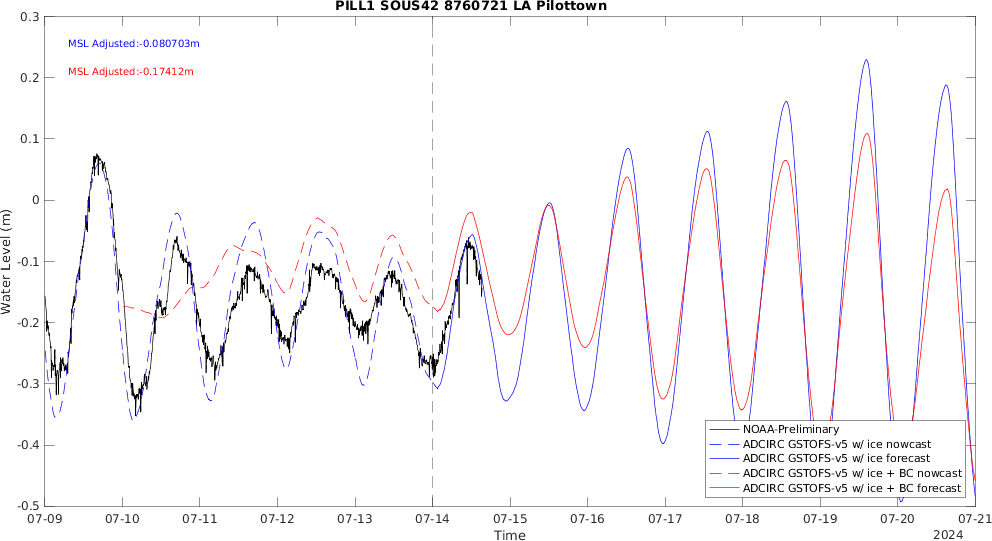 PILL1 SOUS42 8760721 LA Pilottown
MSL Adjusted:-0.080703m
MSL Adjusted:-0.17412m
0.3
0.2
0.1
0
-0.1
-0.2
-0.3
-0.4
-0.5
Water Level (m)
NOAA-Preliminary
ADCIRC GSTOFS-v5 w/ ice nowcast
ADCIRC GSTOFS-v5 w/ ice forecast
ADCIRC GSTOFS-v5 w/ ice + BC nowcast
ADCIRC GSTOFS-v5 w/ ice + BC forecast
07-09 07-10 07-11 07-12 07-13 07-14 07-15 07-16 07-17 07-18 07-19 07-20 07-21
Time
2024